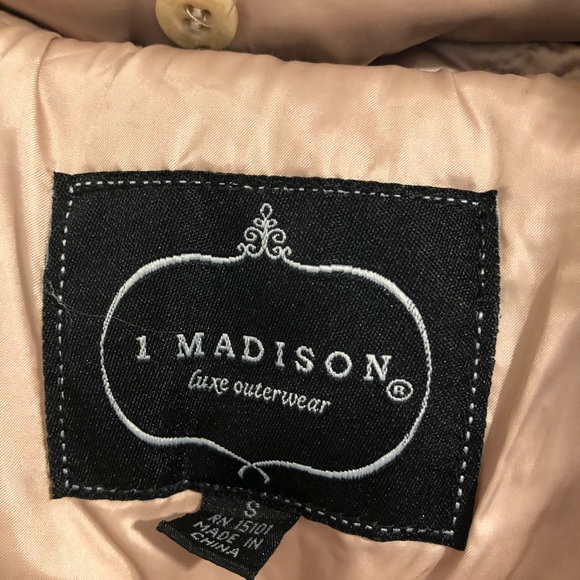 1 MADISON®
luxe outerwear
S
RN 15101
MADE IN
CHINA